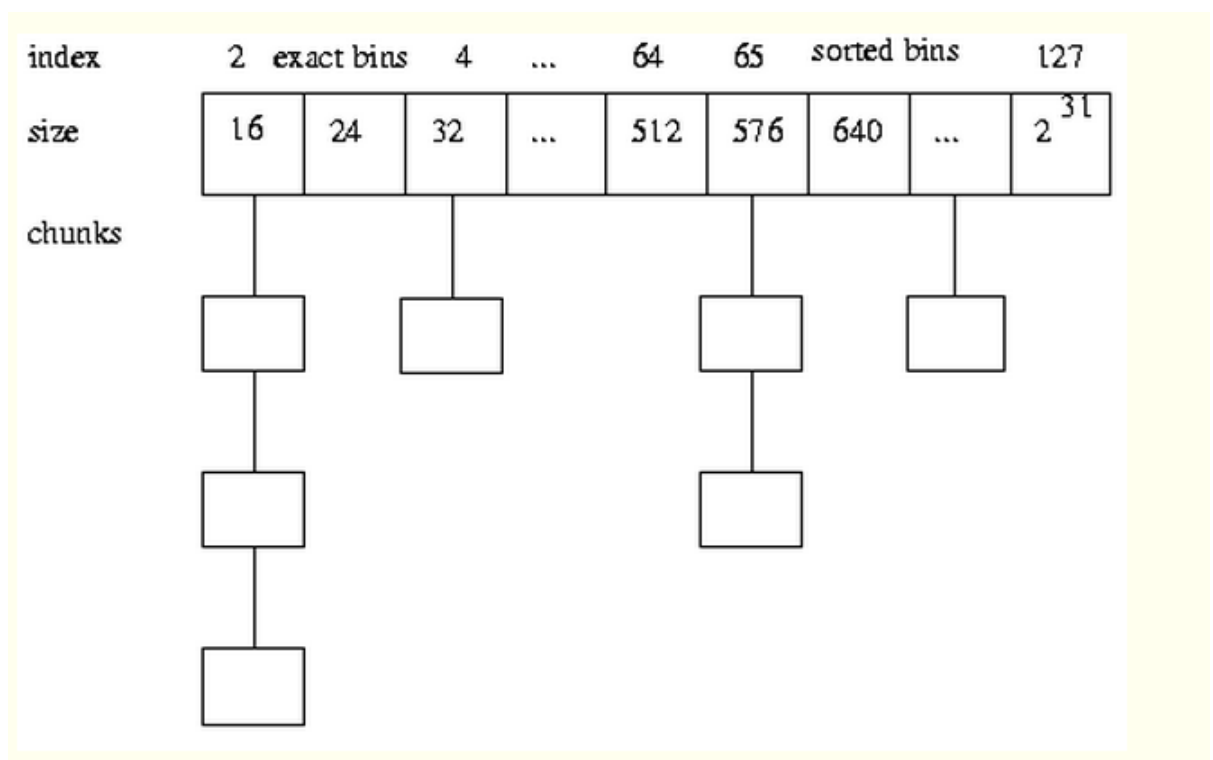 index 2 exact bins 4 ... 64 65 sorted bins 127
size 16 24 32 ... 512 576 640 ... 2^31
chunks